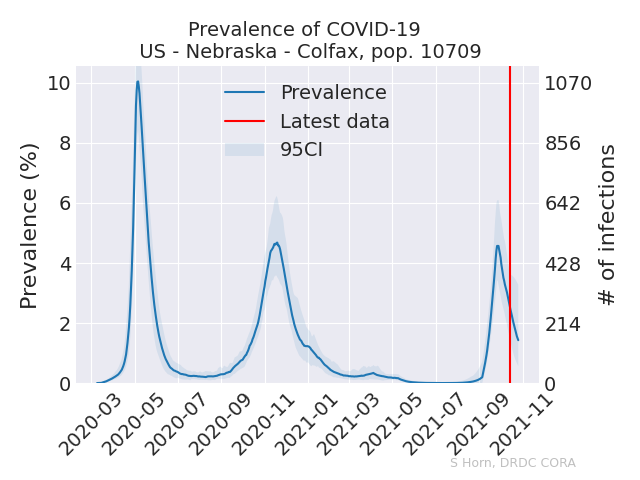 Prevalence of COVID-19
US - Nebraska - Colfax, pop. 10709
Prevalence (%)
10
8
6
4
2
0
Prevalence
Latest data
95CI
1070
856
642
428
214
0
# of infections
2020-03
2020-05
2020-07
2020-09
2020-11
2021-01
2021-03
2021-05
2021-07
2021-09
2021-11
S Horn, DRDC CORA